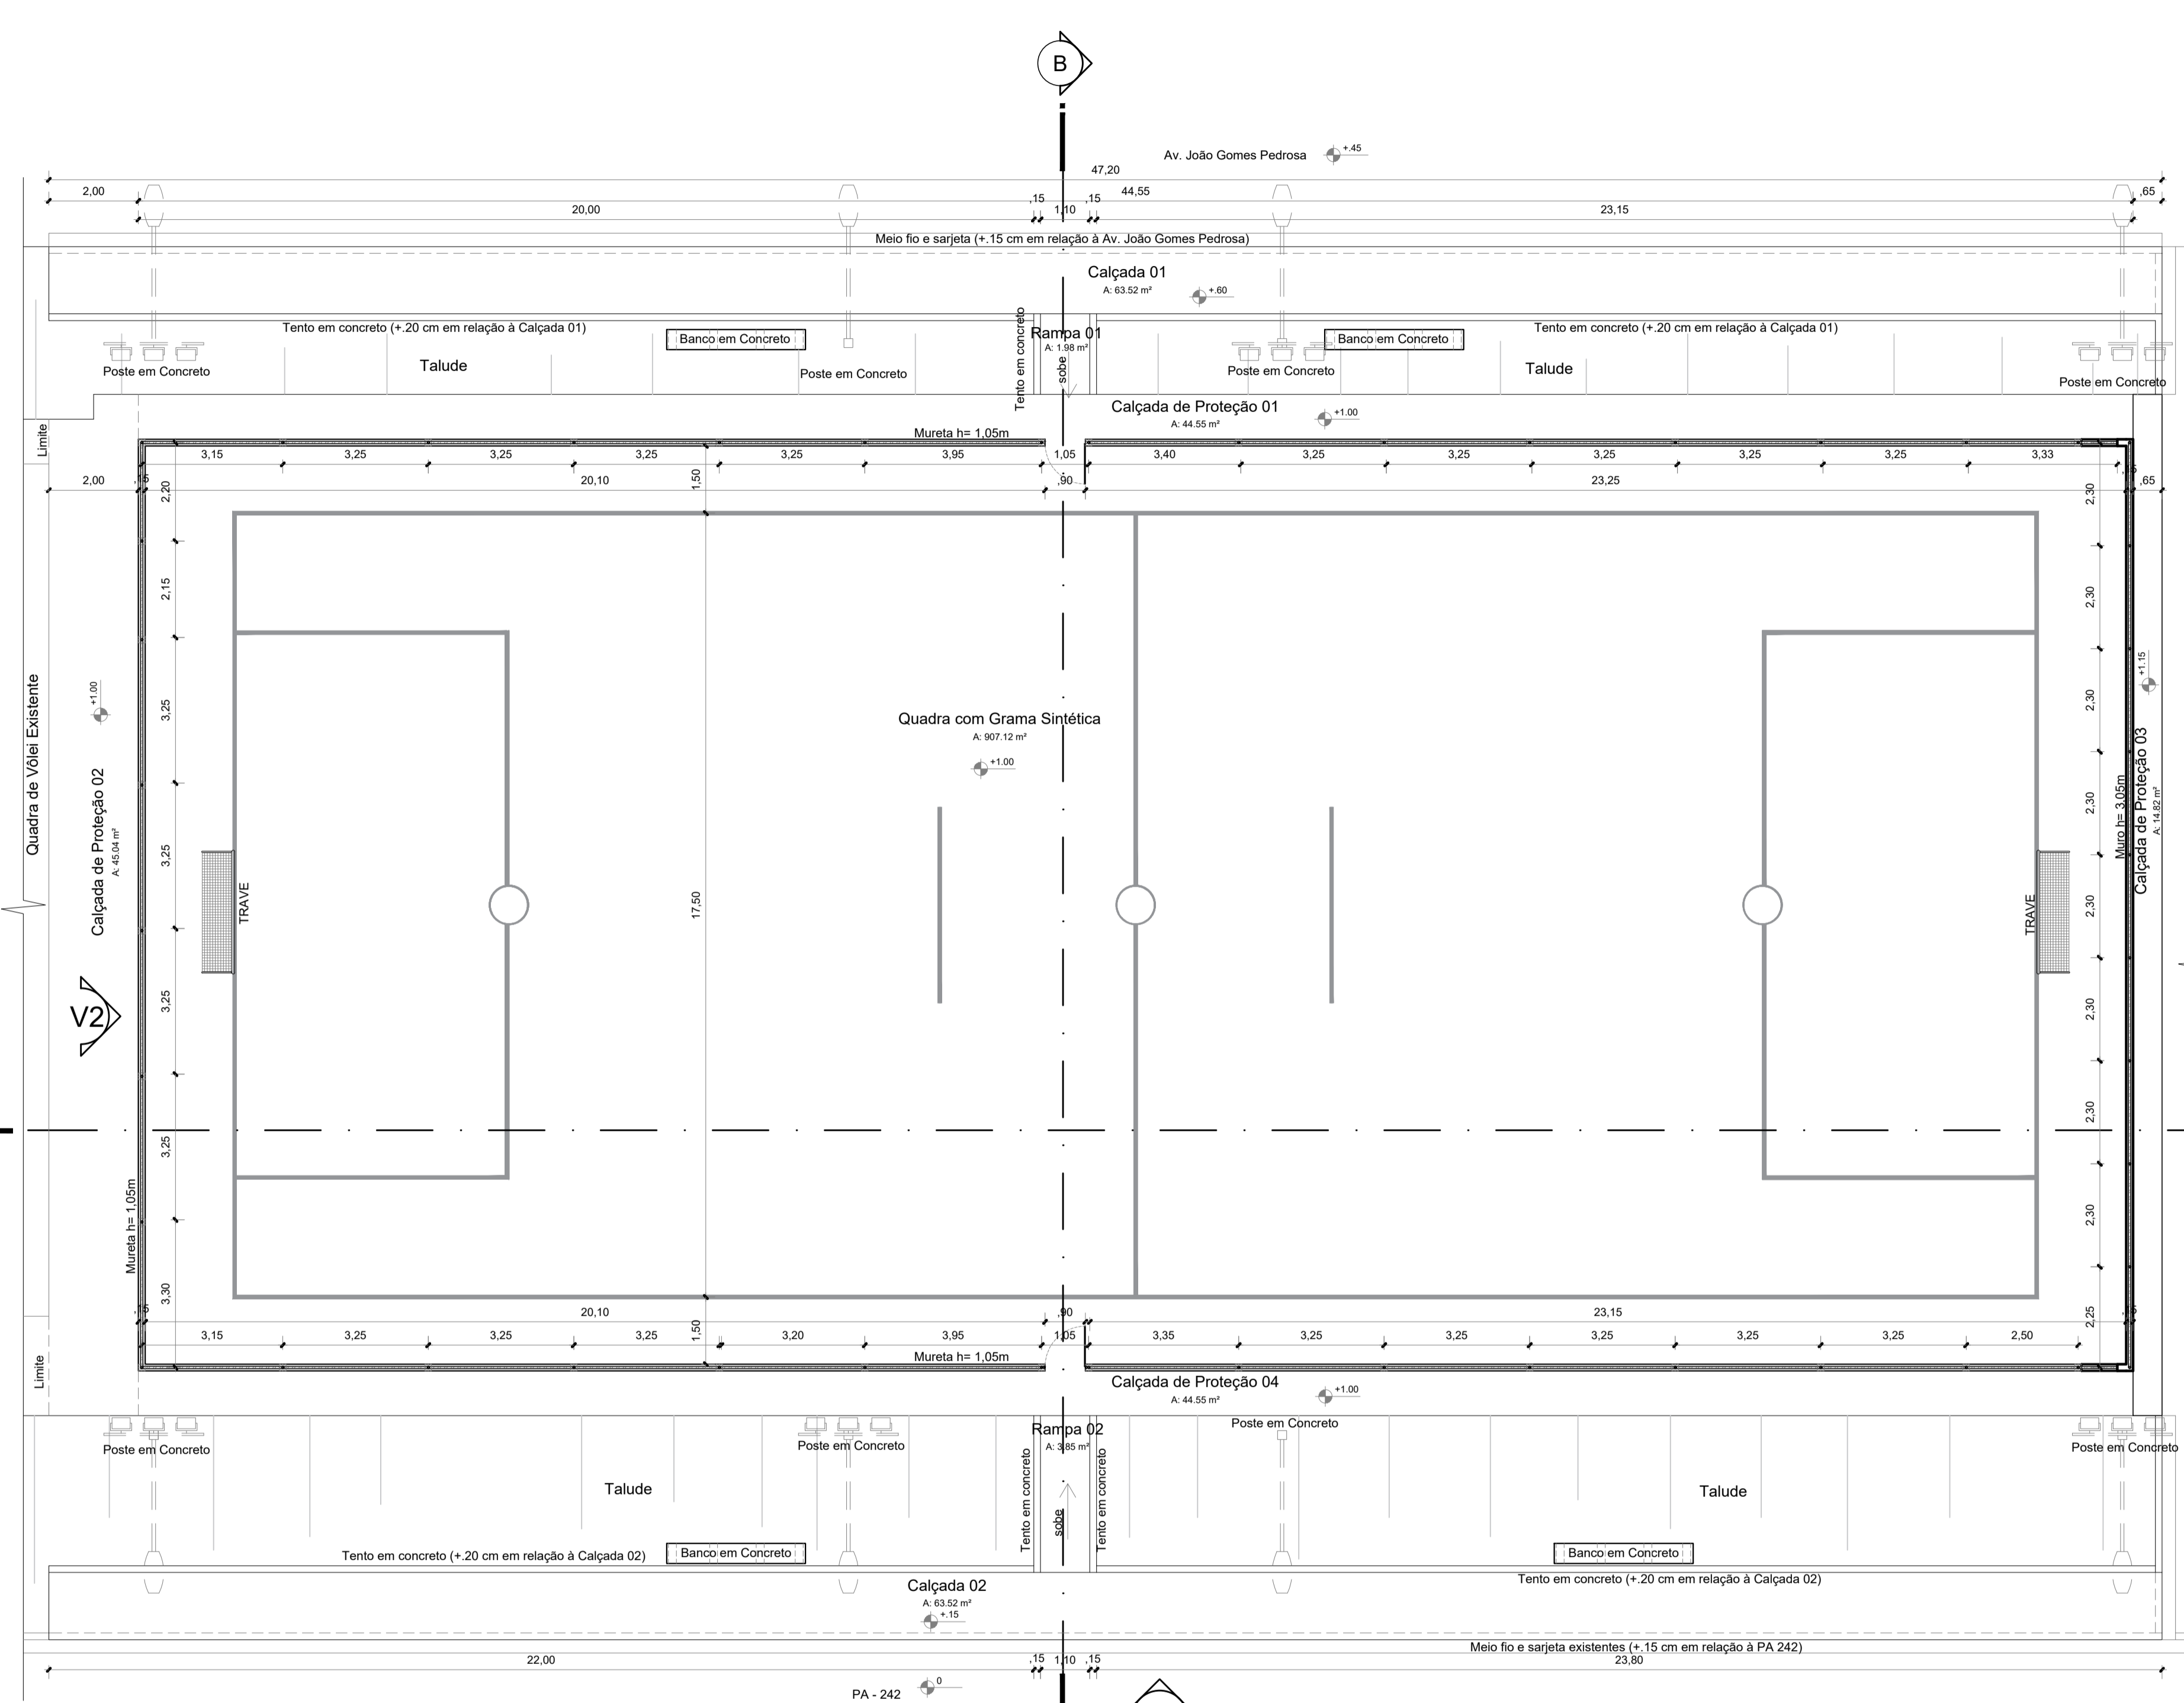 B
Av. João Gomes Pedrosa
+.45
47,20
2,00
,15
,15
44,55
,65
20,00
1,10
23,15
Meio fio e sarjeta (+.15 cm em relação à Av. João Gomes Pedrosa)
Calçada 01
A: 63.52 m²
+.60
Tento em concreto (+.20 cm em relação à Calçada 01)
Banco em Concreto
Tento em concreto
Rampa 01
A: 1.98 m²
sobe
Banco em Concreto
Tento em concreto (+.20 cm em relação à Calçada 01)
Poste em Concreto
Talude
Poste em Concreto
Poste em Concreto
Talude
Poste em Concreto
Calçada de Proteção 01
A: 44.55 m²
+1.00
Limite
Mureta h= 1,05m
3,15
3,25
3,25
3,25
3,25
3,95
1,05
3,40
3,25
3,25
3,25
3,25
3,25
3,33
2,00
,15
2,20
20,10
1,50
,90
23,25
2,30
,15
,65
2,15
2,30
Quadra de Vôlei Existente
+1.00
3,25
Quadra com Grama Sintética
A: 907.12 m²
+1.00
2,30
+1.15
Calçada de Proteção 02
A: 45.04 m²
3,25
TRAVE
17,50
2,30
Muro h= 3,05m
Calçada de Proteção 03
A: 14.82 m²
TRAVE
2,30
V2
3,25
2,30
3,25
2,30
Mureta h= 1,05m
2,30
3,30
,15
20,10
,90
23,15
2,25
,15
3,15
3,25
3,25
3,25
1,50
3,20
3,95
1,05
3,35
3,25
3,25
3,25
3,25
3,25
2,50
Mureta h= 1,05m
Limite
Calçada de Proteção 04
A: 44.55 m²
+1.00
Poste em Concreto
Poste em Concreto
Rampa 02
A: 3.85 m²
Poste em Concreto
Poste em Concreto
Talude
Tento em concreto
sobe
Tento em concreto
Talude
Tento em concreto (+.20 cm em relação à Calçada 02)
Banco em Concreto
Banco em Concreto
Tento em concreto (+.20 cm em relação à Calçada 02)
Calçada 02
A: 63.52 m²
+.15
Meio fio e sarjeta existentes (+.15 cm em relação à PA 242)
22,00
,15
1,10
,15
23,80
PA - 242
0